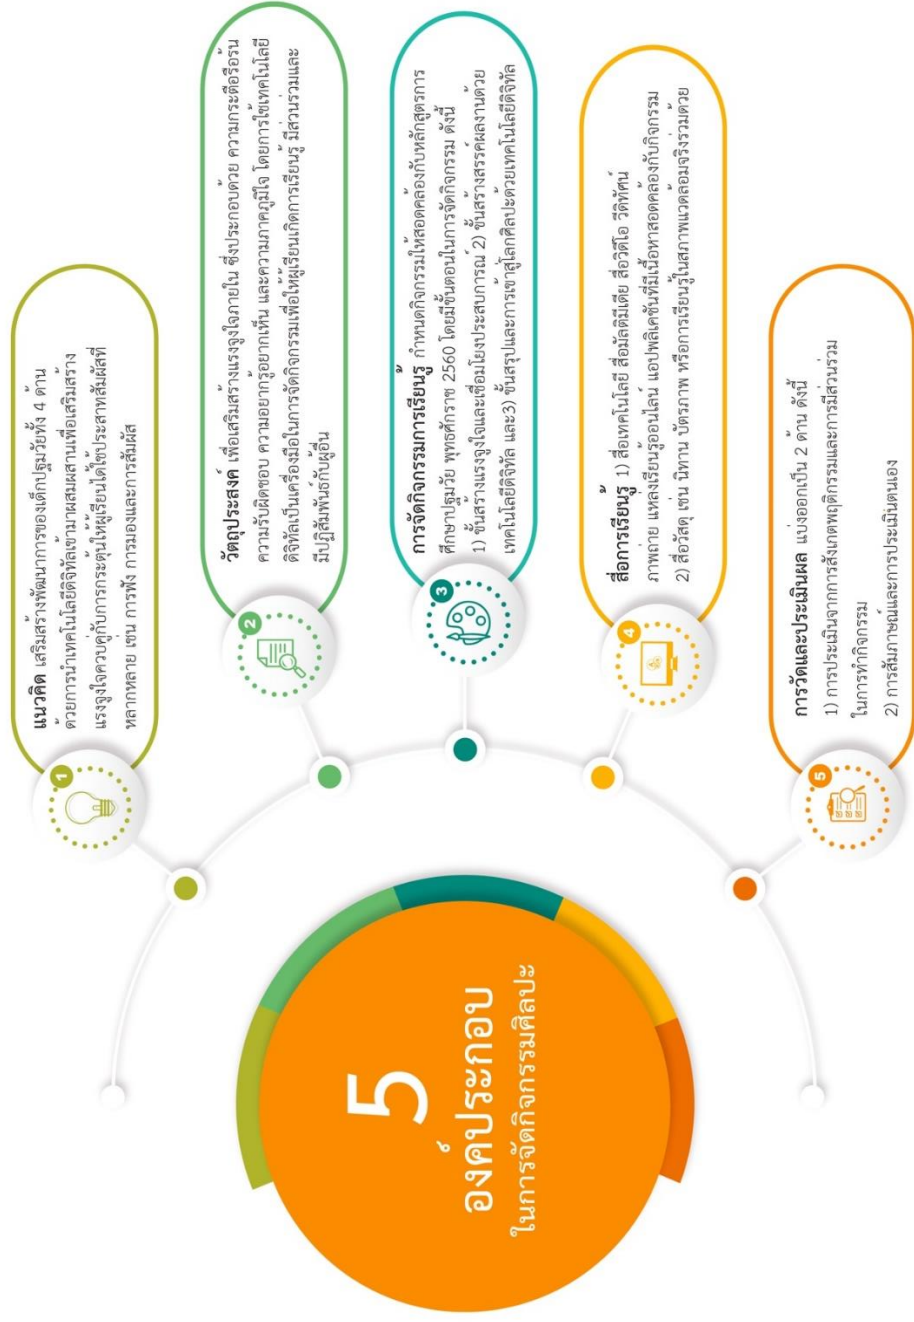 5
องค์ประกอบ
ในการจัดกิจกรรมศิลปะ
1
แนวคิด เสริมสร้างพัฒนาการของเด็กปฐมวัยทั้ง 4 ด้าน
ด้วยการนำเทคโนโลยีดิจิทัลเข้ามาผสมผสานเพื่อเสริมสร้าง
แรงจูงใจควบคู่กับการกระตุ้นให้ผู้เรียนได้ใช้ประสาทสัมผัสที่
หลากหลาย เช่น การฟัง การมองและการสัมผัส
2
วัตถุประสงค์ เพื่อเสริมสร้างแรงจูงใจภายใน ซึ่งประกอบด้วย ความกระตือรือร้น
ความรับผิดชอบ ความอยากรู้อยากเห็น และความภาคภูมิใจ โดยการใช้เทคโนโลยี
ดิจิทัลเป็นเครื่องมือในการจัดกิจกรรมเพื่อให้ผู้เรียนเกิดการเรียนรู้ มีส่วนร่วมและ
มีปฏิสัมพันธ์กับผู้อื่น
3
การจัดกิจกรรมการเรียนรู้ กำหนดกิจกรรมให้สอดคล้องกับหลักสูตรการ
ศึกษาปฐมวัย พุทธศักราช 2560 โดยมีขั้นตอนในการจัดกิจกรรม ดังนี้
1) ขั้นสร้างแรงจูงใจและเชื่อมโยงประสบการณ์ 2) ขั้นสร้างสรรค์ผลงานด้วย
เทคโนโลยีดิจิทัล และ3) ขั้นสรุปและการเข้าสู่โลกศิลปะด้วยเทคโนโลยีดิจิทัล
4
สื่อการเรียนรู้ 1) สื่อเทคโนโลยี สื่อมัลติมีเดีย สื่อวิดีโอ วีดิทัศน์
ภาพถ่าย แหล่งเรียนรู้ออนไลน์ แอปพลิเคชันที่มีเนื้อหาสอดคล้องกับกิจกรรม
2) สื่อวัสดุ เช่น นิทาน บัตรภาพ หรือการเรียนรู้ในสภาพแวดล้อมจริงร่วมด้วย
5
การวัดและประเมินผล แบ่งออกเป็น 2 ด้าน ดังนี้
1) การประเมินจากการสังเกตพฤติกรรมและการมีส่วนร่วม
ในการทำกิจกรรม
2) การสัมภาษณ์และการประเมินตนเอง